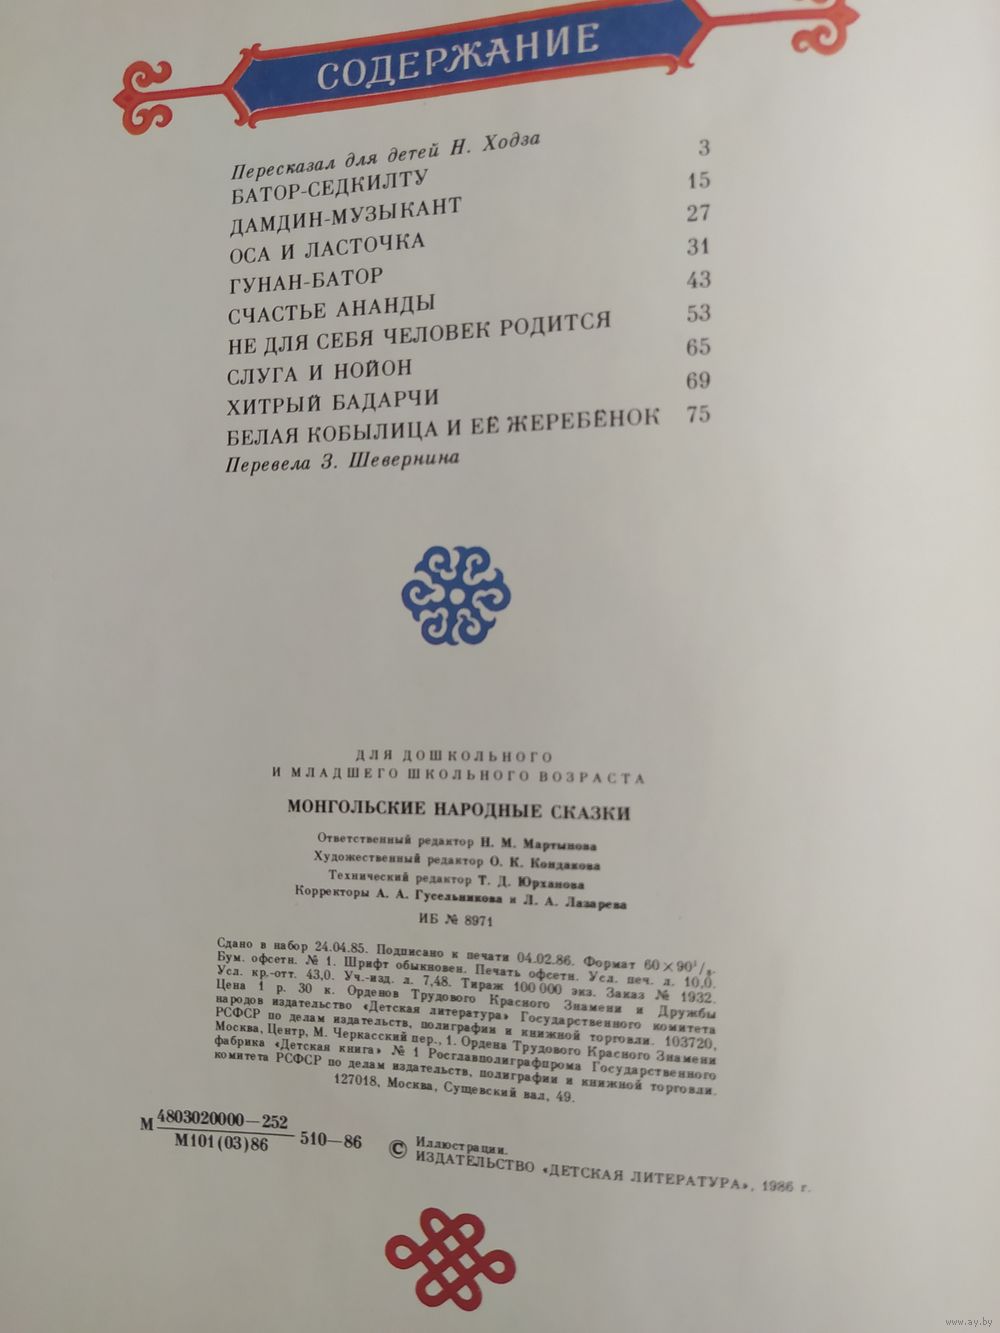 СОДЕРЖАНИЕ
Пересказал для детей Н. Ходза
БАТОР-СЕДКИЛТУ 3
ДАМДИН-МУЗЫКАНТ 15
ОСА И ЛАСТОЧКА 27
ГУНАН-БАТОР 31
СЧАСТЬЕ АНАНДЫ 43
НЕ ДЛЯ СЕБЯ ЧЕЛОВЕК РОДИТСЯ 53
СЛУГА И НОЙОН 65
ХИТРЫЙ БАДАРЧИ 69
БЕЛАЯ КОБЫЛИЦА И ЕЁ ЖЕРЕБЁНОК 75
Перевела З. Шевернина
ДЛЯ ДОШКОЛЬНОГО
И МЛАДШЕГО ШКОЛЬНОГО ВОЗРАСТА
МОНГОЛЬСКИЕ НАРОДНЫЕ СКАЗКИ
Ответственный редактор Н. М. Мартынова
Художественный редактор О. К. Кондакова
Технический редактор Т. Д. Юрханова
Корректоры А. А. Гусельникова и Л. А. Лазарева
ИБ № 8971
Сдано в набор 24.04.85. Подписано к печати 04.02.86. Формат 60×90¹/₈.
Бум. офсетн. № 1. Шрифт обыкновен. Печать офсетн. Усл. печ. л. 10,0.
Усл. кр.-отт. 43,0. Уч.-изд. л. 7,48. Тираж 100 000 экз. Заказ № 1932.
Цена 1 р. 30 к. Орденов Трудового Красного Знамени и Дружбы
народов издательство «Детская литература» Государственного комитета
РСФСР по делам издательств, полиграфии и книжной торговли. 103720,
Москва, Центр, М. Черкасский пер., 1. Ордена Трудового Красного Знамени
фабрика «Детская книга» № 1 Росглавполиграфпрома Государственного
комитета РСФСР по делам издательств, полиграфии и книжной торговли.
127018, Москва, Сущевский вал, 49.
М 4803020000—252
М101(03)86 510—86
© Иллюстрации.
ИЗДАТЕЛЬСТВО «ДЕТСКАЯ ЛИТЕРАТУРА», 1986 г.
www.ay.by